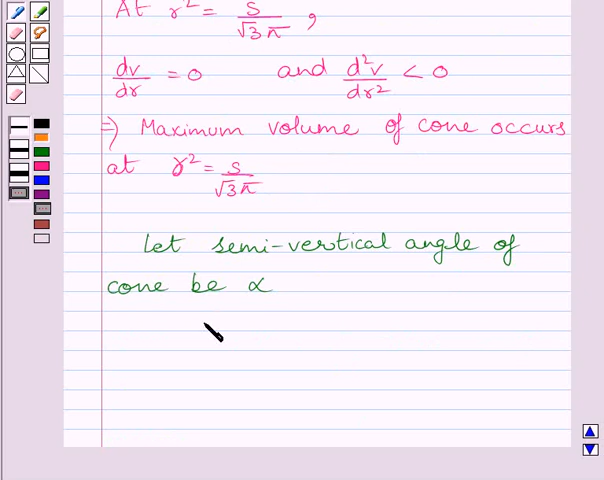 At r² = S/√3π ,
dv/dr = 0 and d²v/dr² < 0
=) Maximum volume of cone occurs
at r² = S/√3π
Let semi-vertical angle of
cone be α